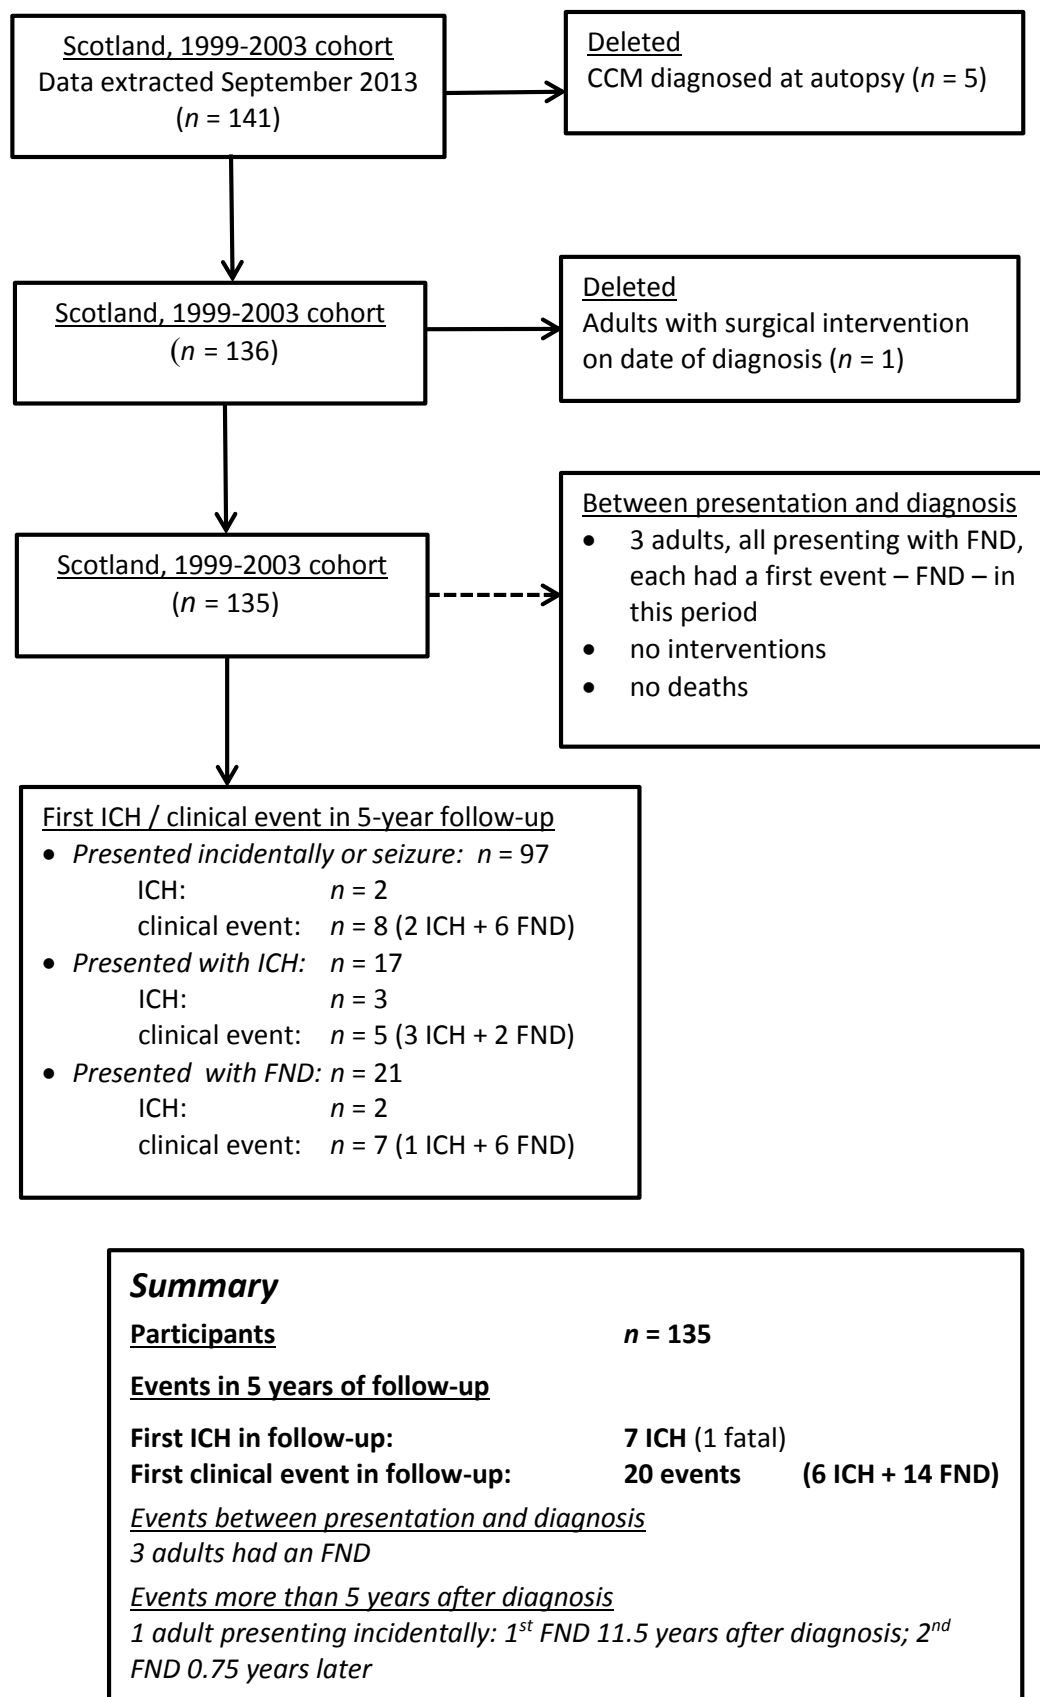 Scotland, 1999-2003 cohort
Data extracted September 2013
(n = 141)
Deleted
CCM diagnosed at autopsy (n = 5)
Scotland, 1999-2003 cohort
(n = 136)
Deleted
Adults with surgical intervention
on date of diagnosis (n = 1)
Scotland, 1999-2003 cohort
(n = 135)
Between presentation and diagnosis
• 3 adults, all presenting with FND,
each had a first event – FND – in
this period
• no interventions
• no deaths
First ICH / clinical event in 5-year follow-up
• Presented incidentally or seizure: n = 97
ICH: n = 2
clinical event: n = 8 (2 ICH + 6 FND)
• Presented with ICH: n = 17
ICH: n = 3
clinical event: n = 5 (3 ICH + 2 FND)
• Presented with FND: n = 21
ICH: n = 2
clinical event: n = 7 (1 ICH + 6 FND)
Summary
Participants n = 135
Events in 5 years of follow-up
First ICH in follow-up: 7 ICH (1 fatal)
First clinical event in follow-up: 20 events (6 ICH + 14 FND)
Events between presentation and diagnosis
3 adults had an FND
Events more than 5 years after diagnosis
1 adult presenting incidentally: 1st FND 11.5 years after diagnosis; 2nd
FND 0.75 years later